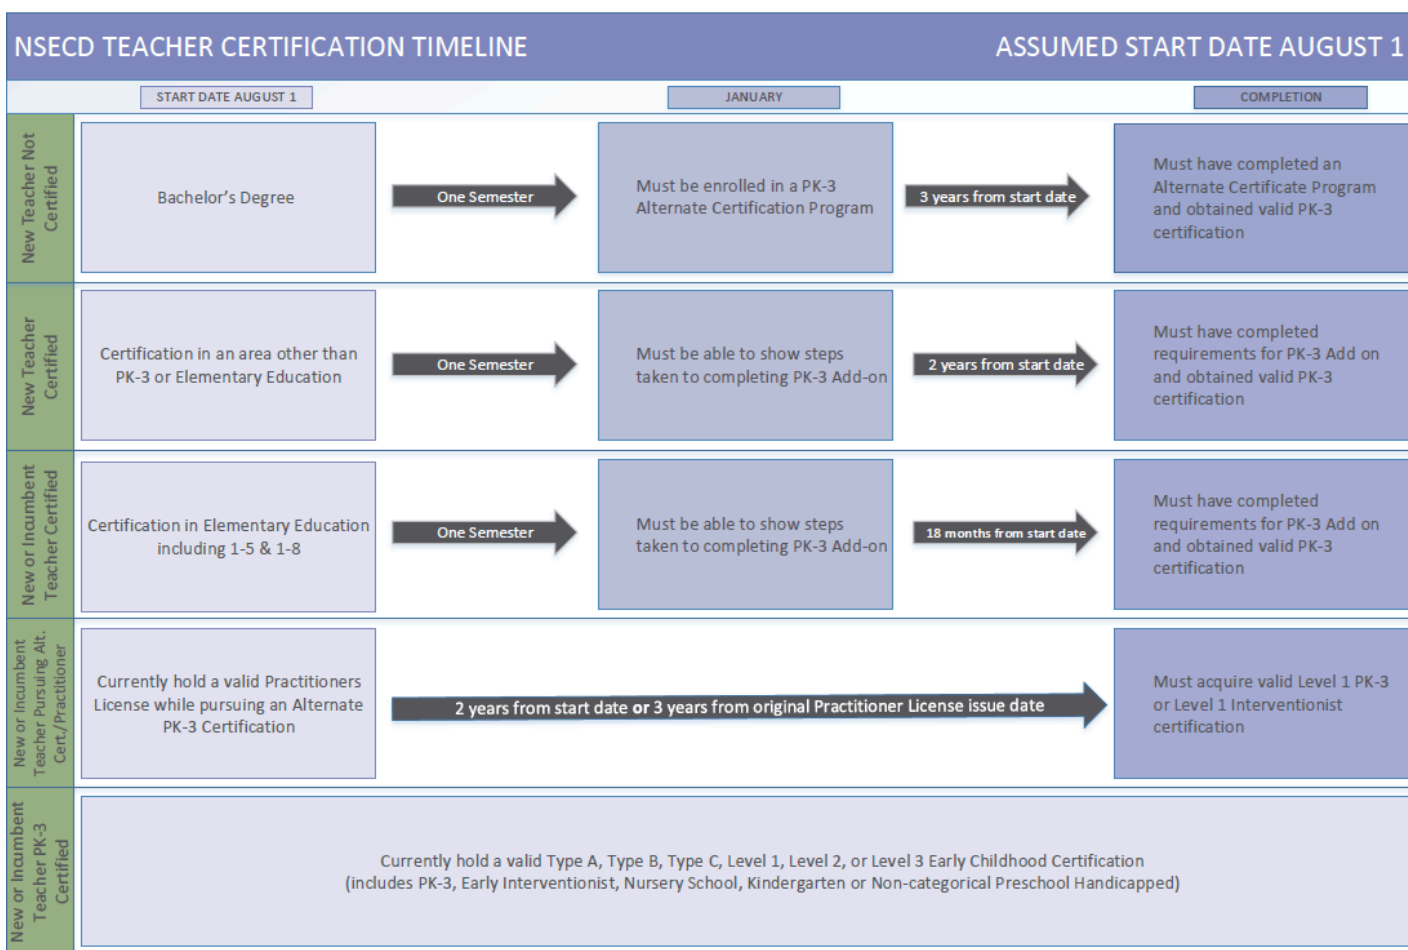 NSECD TEACHER CERTIFICATION TIMELINE
ASSUMED START DATE AUGUST 1
START DATE AUGUST 1
JANUARY
COMPLETION
New Teacher Not
Certified
Bachelor's Degree
One Semester
Must be enrolled in a PK-3
Alternate Certification Program
3 years from start date
Must have completed an
Alternate Certificate Program
and obtained valid PK-3
certification
New Teacher
Certified
Certification in an area other than
PK-3 or Elementary Education
One Semester
Must be able to show steps
taken to completing PK-3 Add-on
2 years from start date
Must have completed
requirements for PK-3 Add on
and obtained valid PK-3
certification
New or Incumbent
Teacher Certified
Certification in Elementary Education
including 1-5 & 1-8
One Semester
Must be able to show steps
taken to completing PK-3 Add-on
18 months from start date
Must have completed
requirements for PK-3 Add on
and obtained valid PK-3
certification
New or Incumbent
Teacher Pursuing Alt.
Cert./Practitioner
Currently hold a valid Practitioners
License while pursuing an Alternate
PK-3 Certification
2 years from start date or 3 years from original Practitioner License issue date
Must acquire valid Level 1 PK-3
or Level 1 Interventionist
certification
New or Incumbent
Teacher PK-3
Certified
Currently hold a valid Type A, Type B, Type C, Level 1, Level 2, or Level 3 Early Childhood Certification
(includes PK-3, Early Interventionist, Nursery School, Kindergarten or Non-categorical Preschool Handicapped)